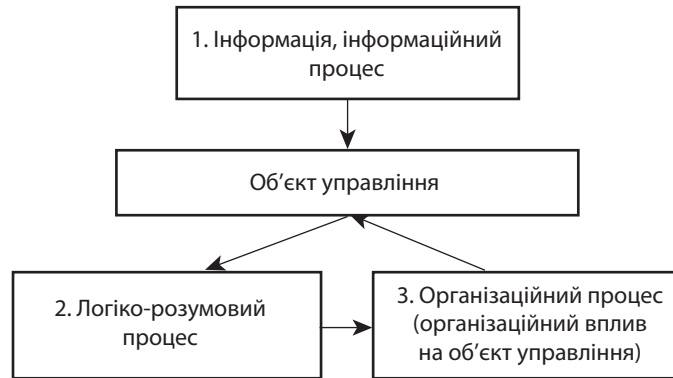 1. Інформація, інформаційний
процес
Об’єкт управління
2. Логіко-розумовий
процес
3. Організаційний процес
(організаційний вплив
на об’єкт управління)